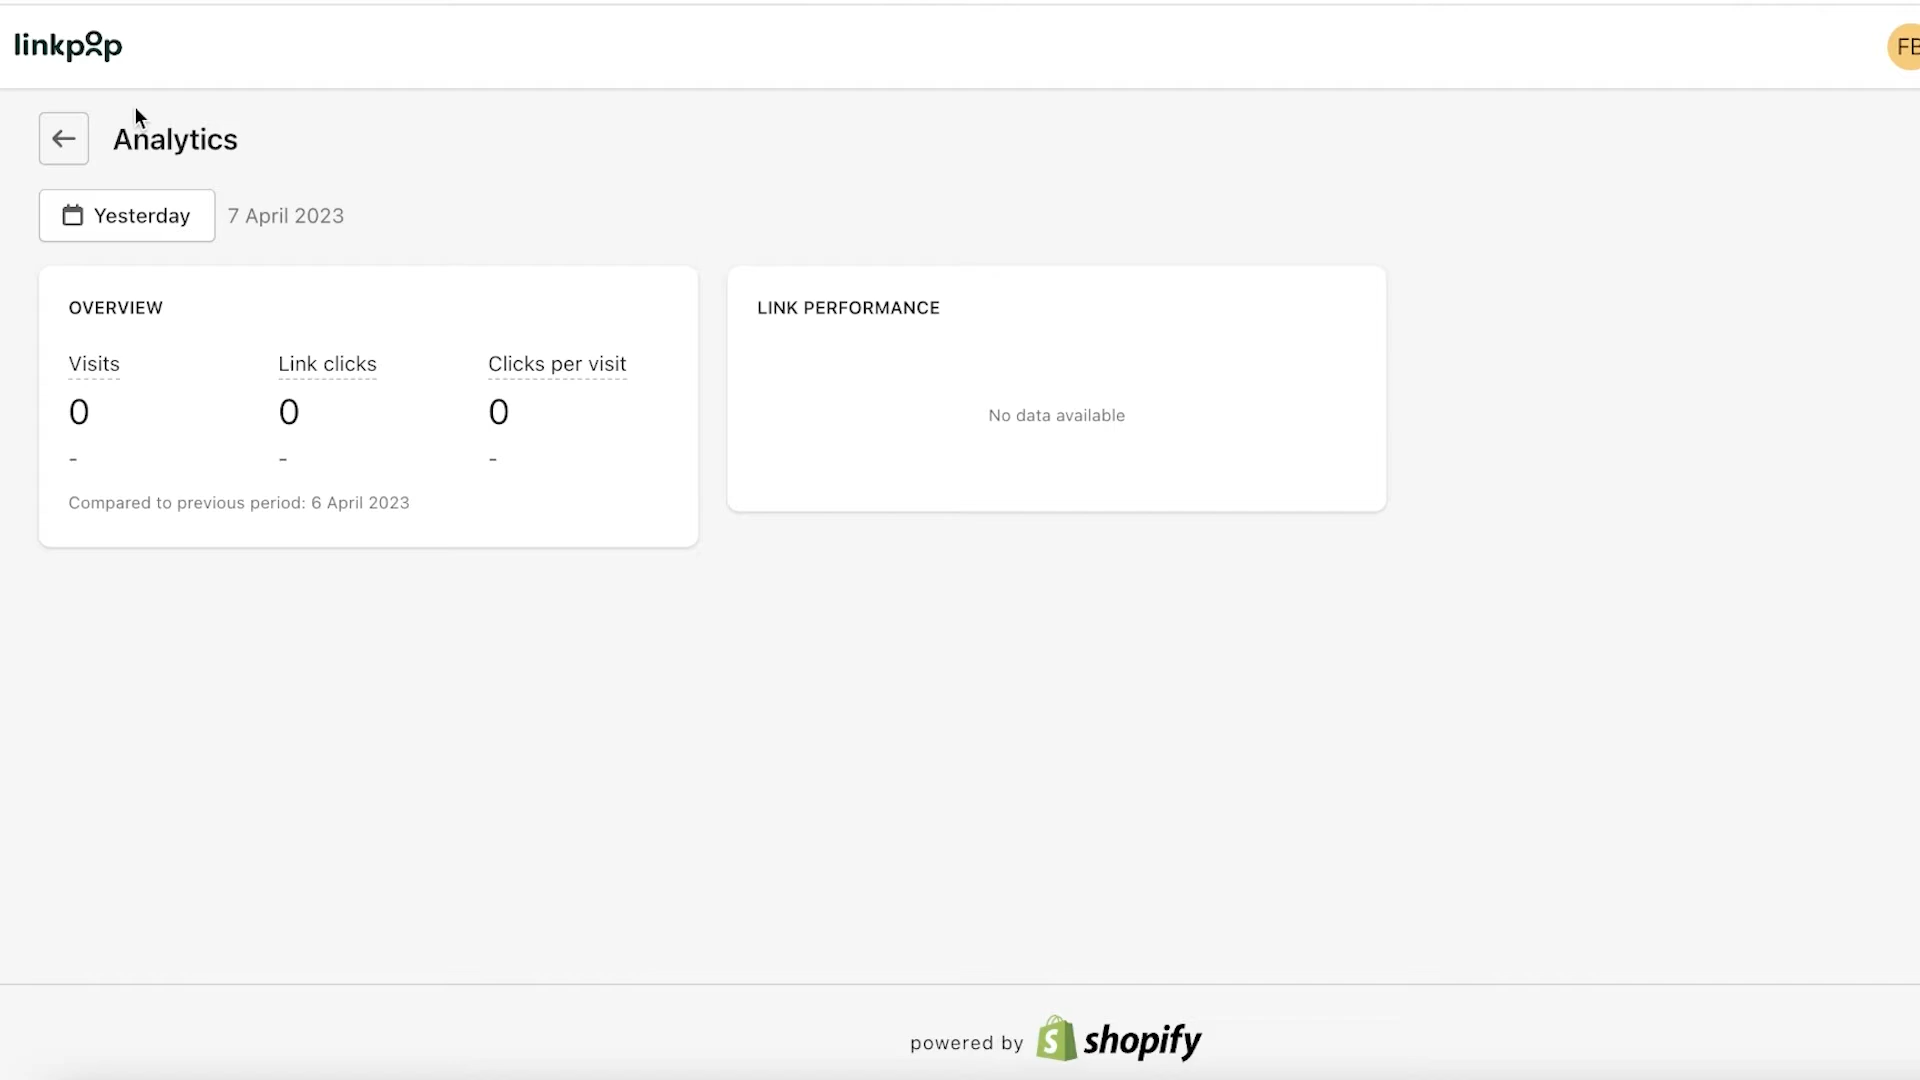 linkpop
FB
Analytics
Yesterday 7 April 2023
OVERVIEW
Visits Link clicks Clicks per visit
0 0 0
- - -
Compared to previous period: 6 April 2023
LINK PERFORMANCE
No data available
powered by shopify